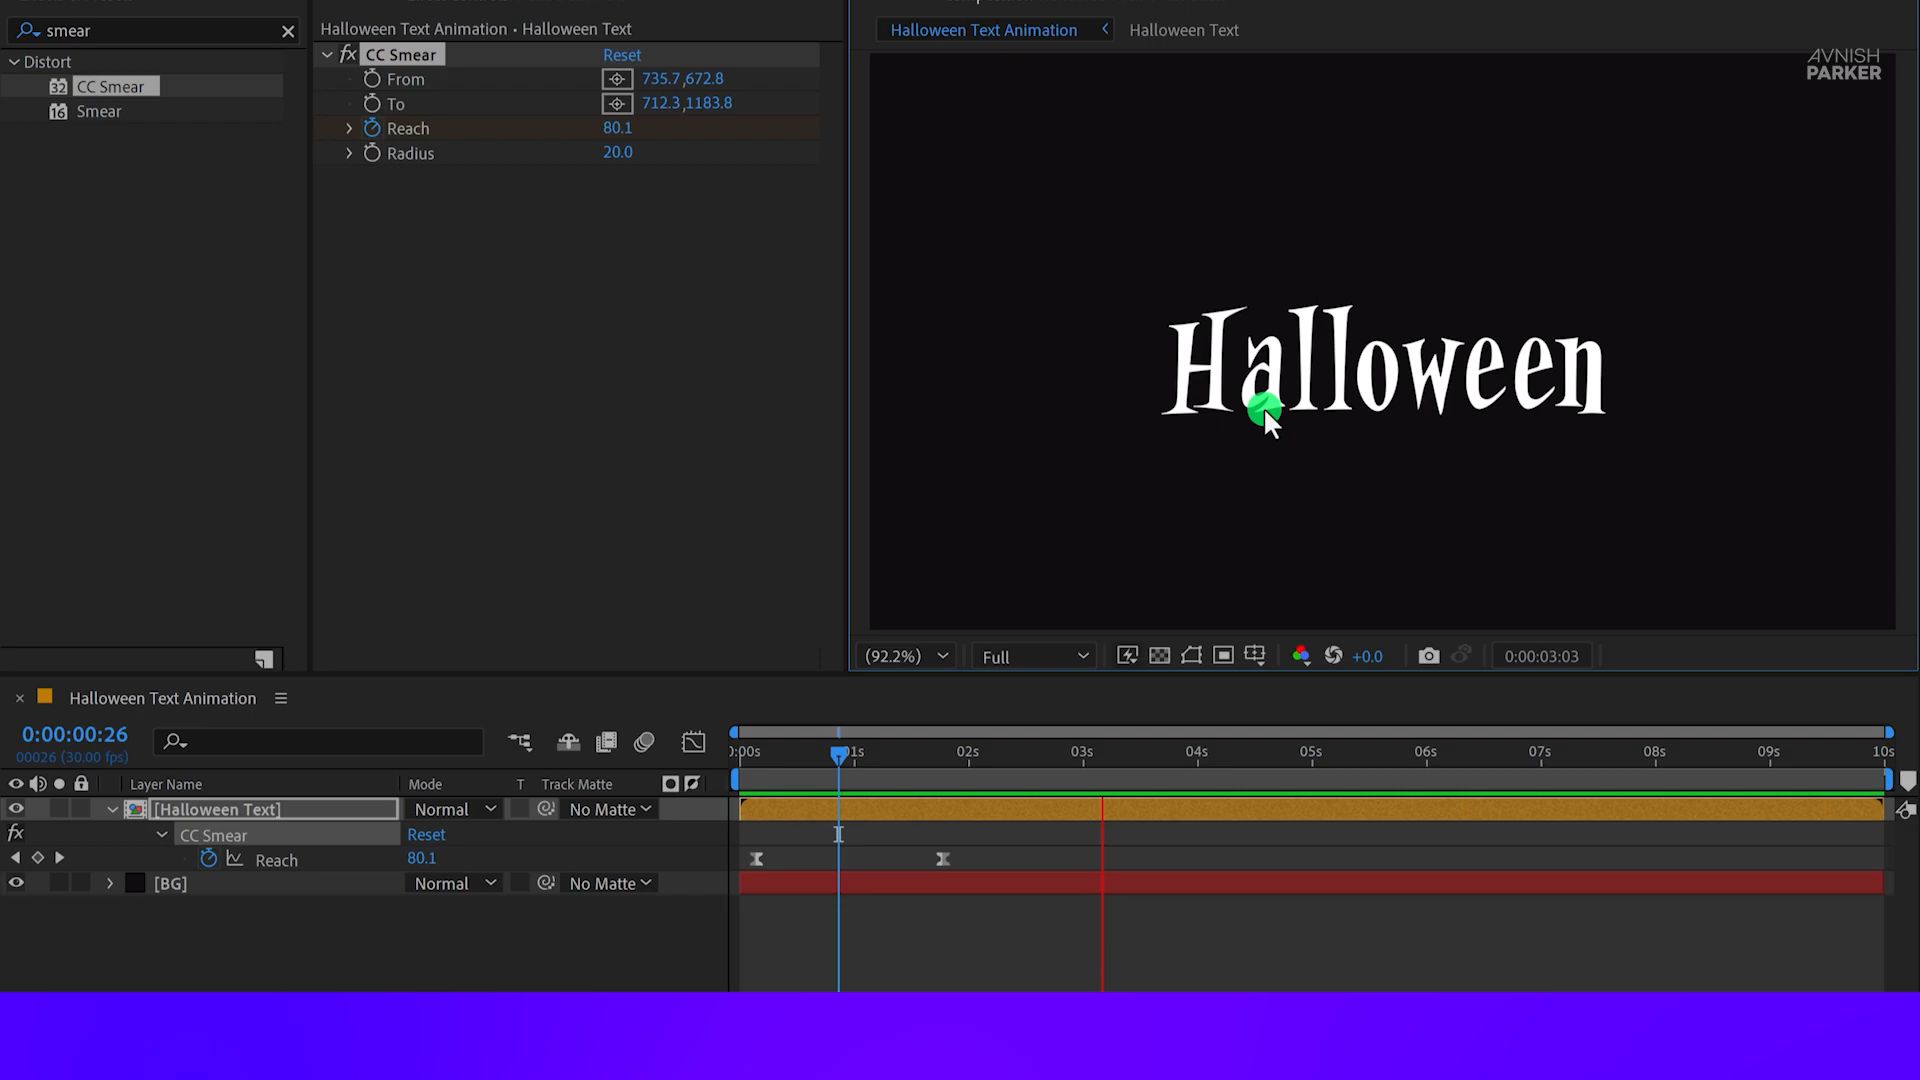 smear
Distort
32 CC Smear
16 Smear
Halloween Text Animation • Halloween Text
fx CC Smear Reset
From 735.7,672.8
To 712.3,1183.8
Reach 80.1
Radius 20.0
Halloween Text Animation Halloween Text
AVNISH
PARKER
Halloween
(92.2%) Full +0.0 0:00:03:03
Halloween Text Animation
0:00:00:26
00026 (30.00 fps)
:00s 01s 02s 03s 04s 05s 06s 07s 08s 09s 10s
Layer Name Mode T Track Matte
[Halloween Text] Normal No Matte
fx CC Smear Reset
Reach 80.1
[BG] Normal No Matte